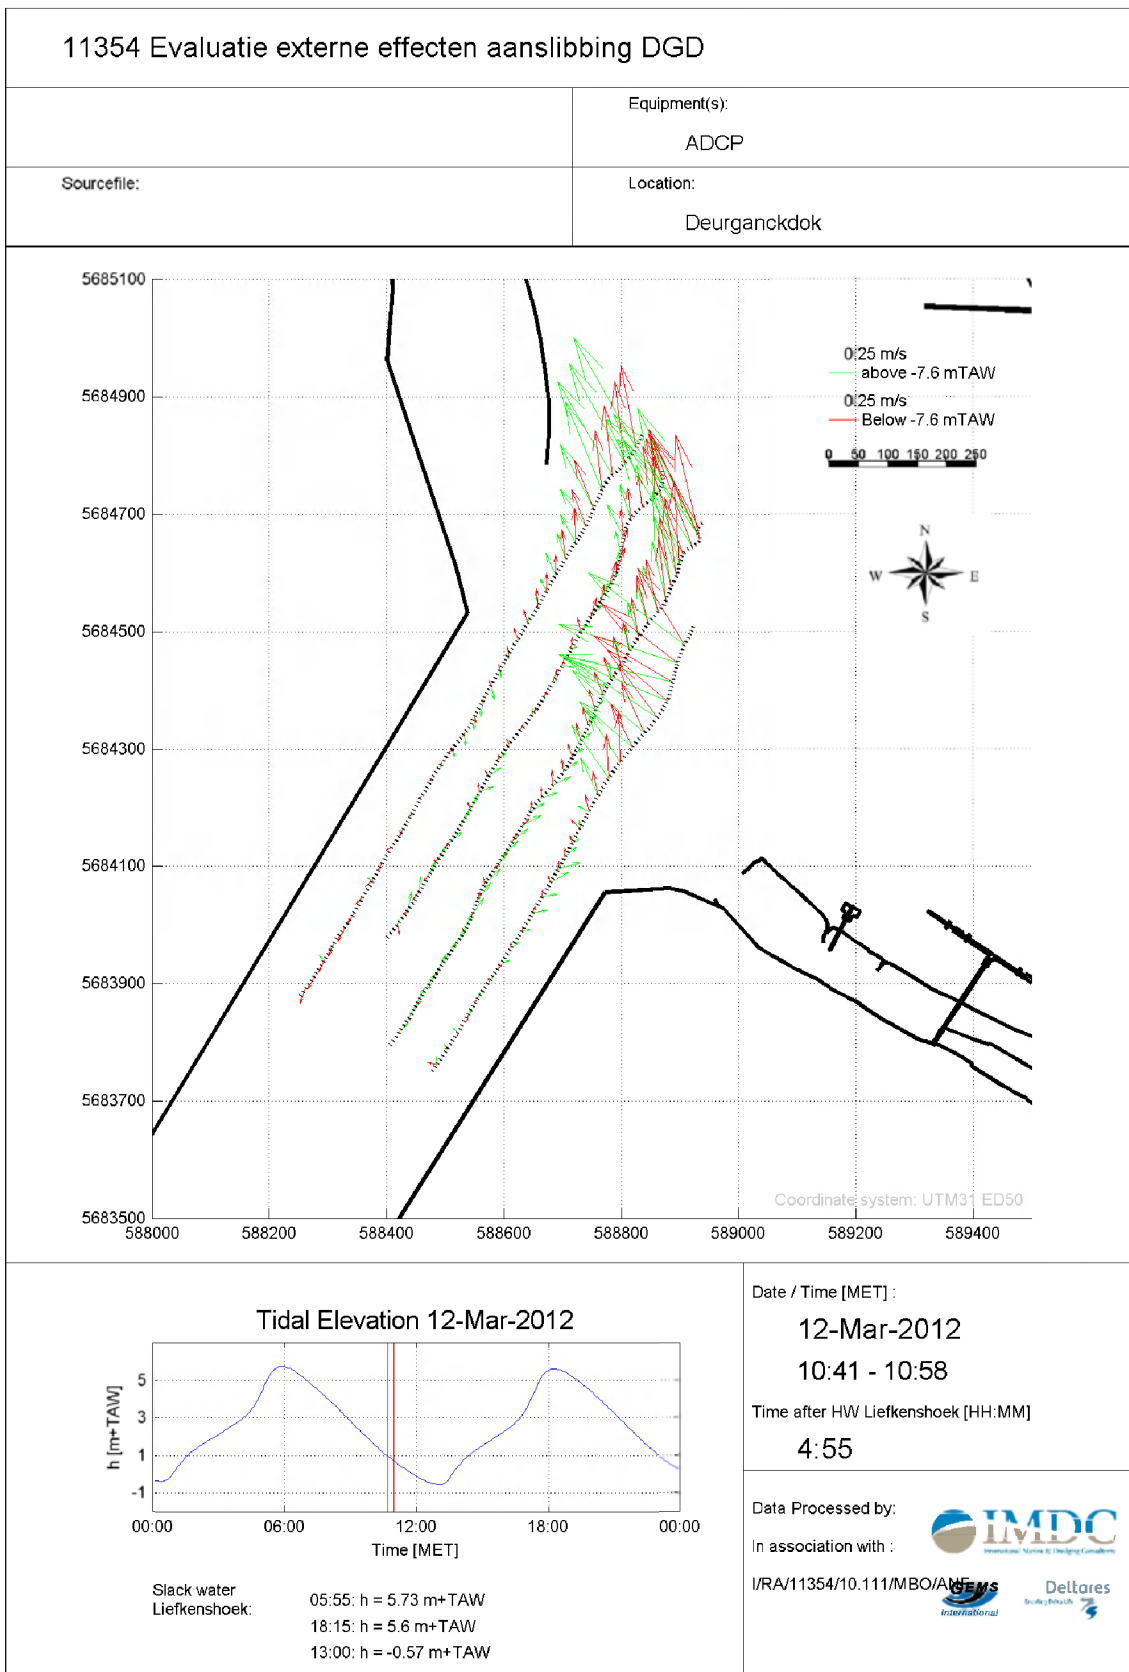 11354 Evaluatie externe effecten aanslibbing DGD
Equipment(s):
ADCP
Sourcefile:
Location:
Deurganckdok
5685100
5684900
5684700
5684500
5684300
5684100
5683900
5683700
5683500
588000 588200 588400 588600 588800 589000 589200 589400
0.25 m/s
above -7.6 mTAW
0.25 m/s
Below -7.6 mTAW
0 50 100 150 200 250
N
W E
S
Coordinate system: UTM31 ED50
Tidal Elevation 12-Mar-2012
h [m+TAW]
5
3
1
-1
00:00 06:00 12:00 18:00 00:00
Time [MET]
Slack water
Liefkenshoek:
05:55: h = 5.73 m+TAW
18:15: h = 5.6 m+TAW
13:00: h = -0.57 m+TAW
Date / Time [MET] :
12-Mar-2012
10:41 - 10:58
Time after HW Liefkenshoek [HH:MM]
4:55
Data Processed by:
IMDC
International Marine & Dredging Consultants
In association with :
I/RA/11354/10.111/MBO/ANF
GEMS
International
Deltares